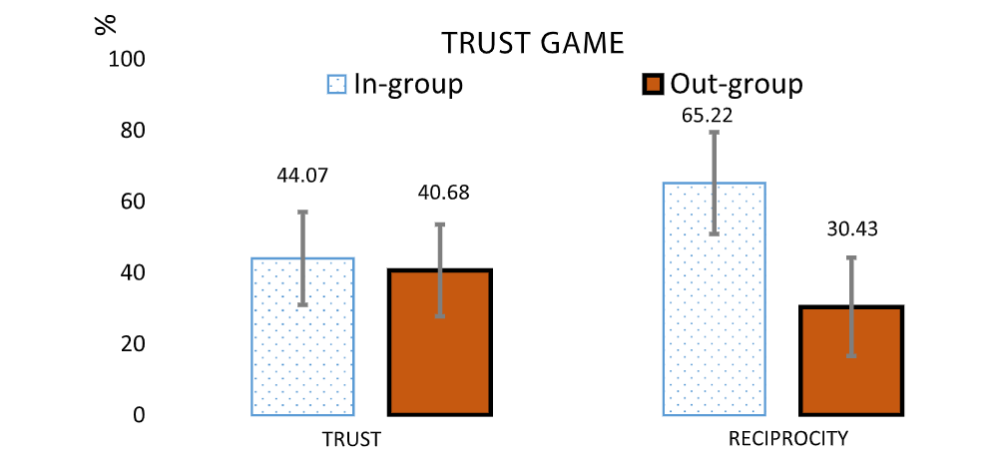 %
TRUST GAME
100
In-group
Out-group
65.22
80
44.07
40.68
60
30.43
40
20
0
TRUST
RECIPROCITY